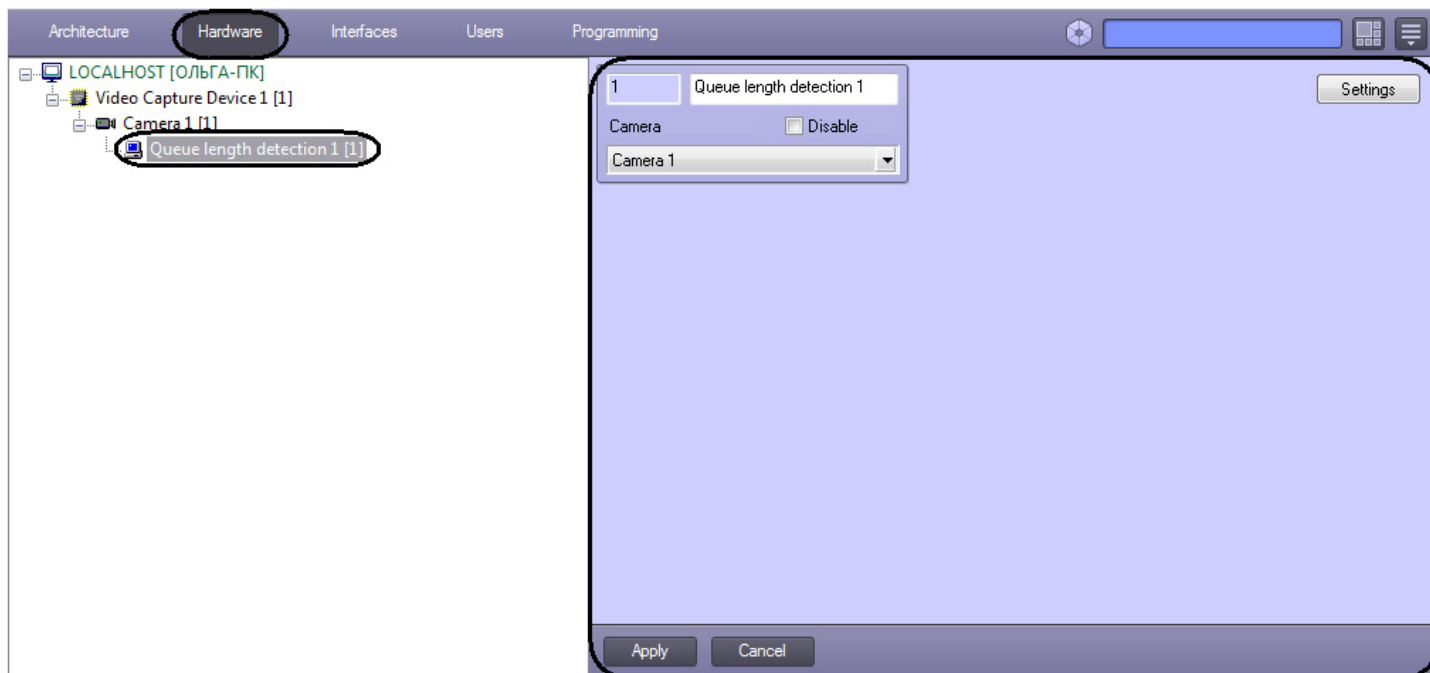 Architecture Hardware Interfaces Users Programming
LOCALHOST [ОЛЬГА-ПК]
Video Capture Device 1 [1]
Camera 1 [1]
Queue length detection 1 [1]
1 Queue length detection 1 Settings
Camera Disable
Camera 1
Apply Cancel